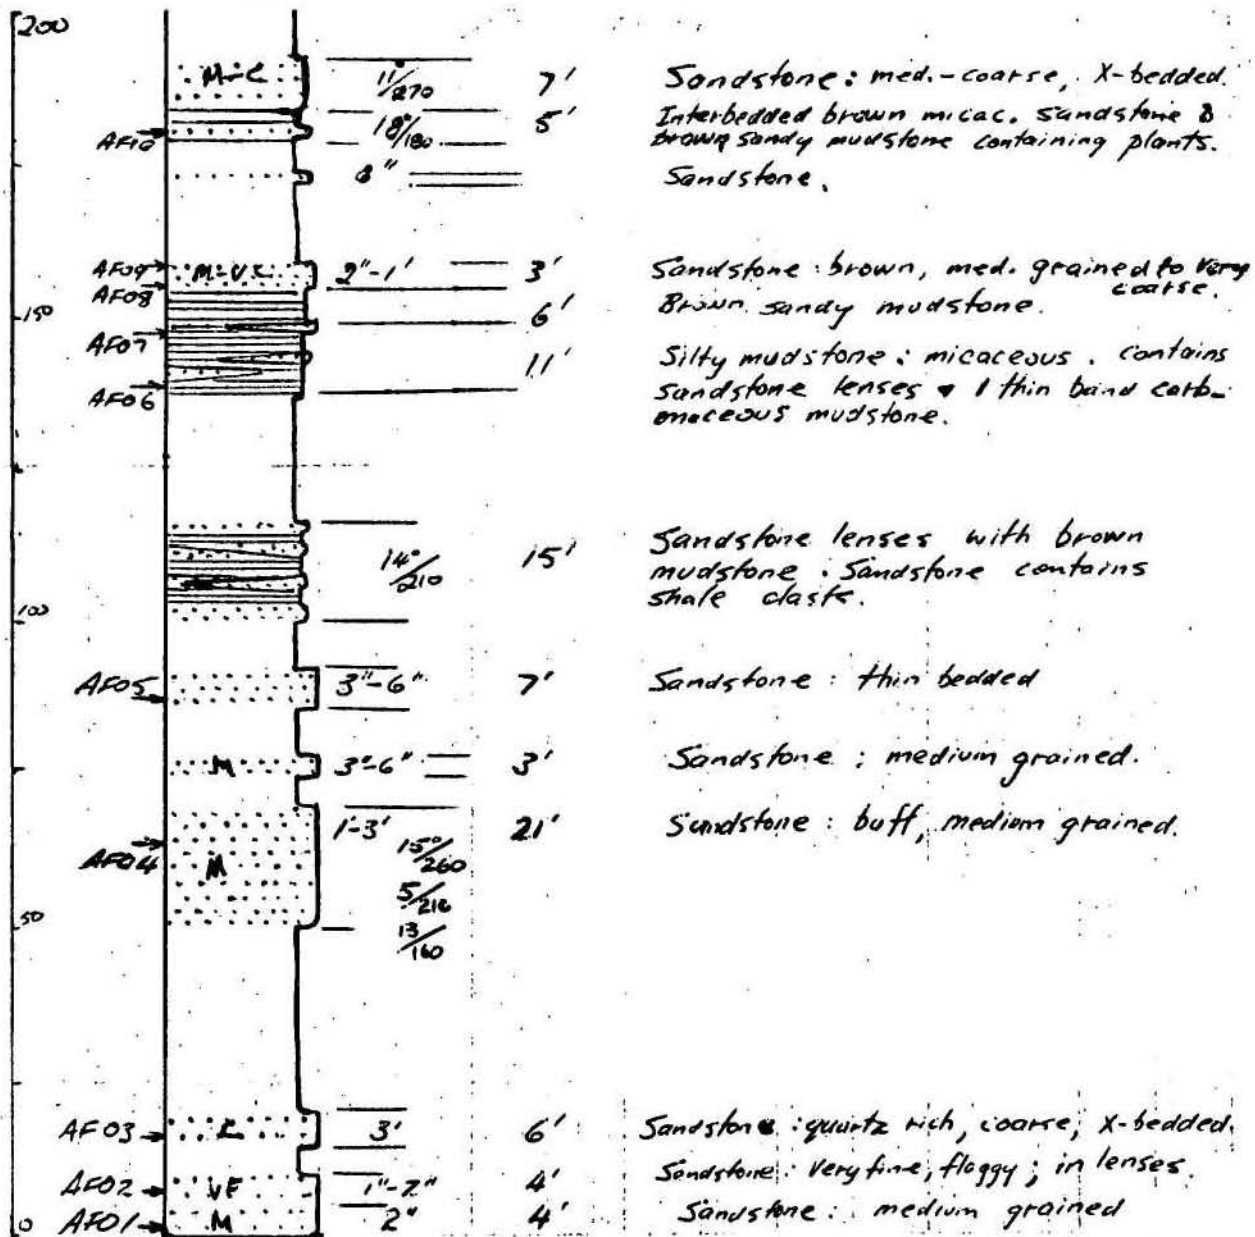 200
M-C 11°/270 7' Sandstone: med.-coarse, X-bedded.
AF10 18°/180 5' Interbedded brown micac. sandstone &
brown sandy mudstone containing plants.
6" Sandstone.
AF09 M-VC 2"-1' 3' Sandstone: brown, med. grained to very
coarse.
AF08
150 6' Brown sandy mudstone.
AF07
11' Silty mudstone: micaceous. contains
AF06 sandstone lenses & 1 thin band carb-
onaceous mudstone.
14°/210 15' Sandstone lenses with brown
mudstone. Sandstone contains
100 shale clasts.
AF05 3"-6" 7' Sandstone: thin bedded
M 3"-6" 3' Sandstone; medium grained.
AF04 M 1-3' 21' Sandstone: buff, medium grained.
15°/260
5/210
50 13/160
AF03 C 3' 6' Sandstone: quartz rich, coarse, X-bedded.
AF02 VF 1"-2" 4' Sandstone: Very fine, flaggy; in lenses.
0 AF01 M 2" 4' Sandstone: medium grained